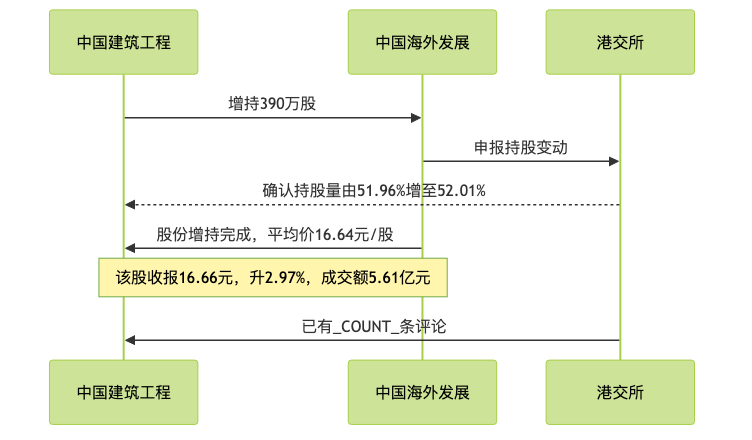 中国建筑工程
中国海外发展
港交所
增持390万股
申报持股变动
确认持股量由51.96%增至52.01%
股份增持完成，平均价16.64元/股
该股收报16.66元，升2.97%，成交额5.61亿元
已有_COUNT_条评论
中国建筑工程
中国海外发展
港交所